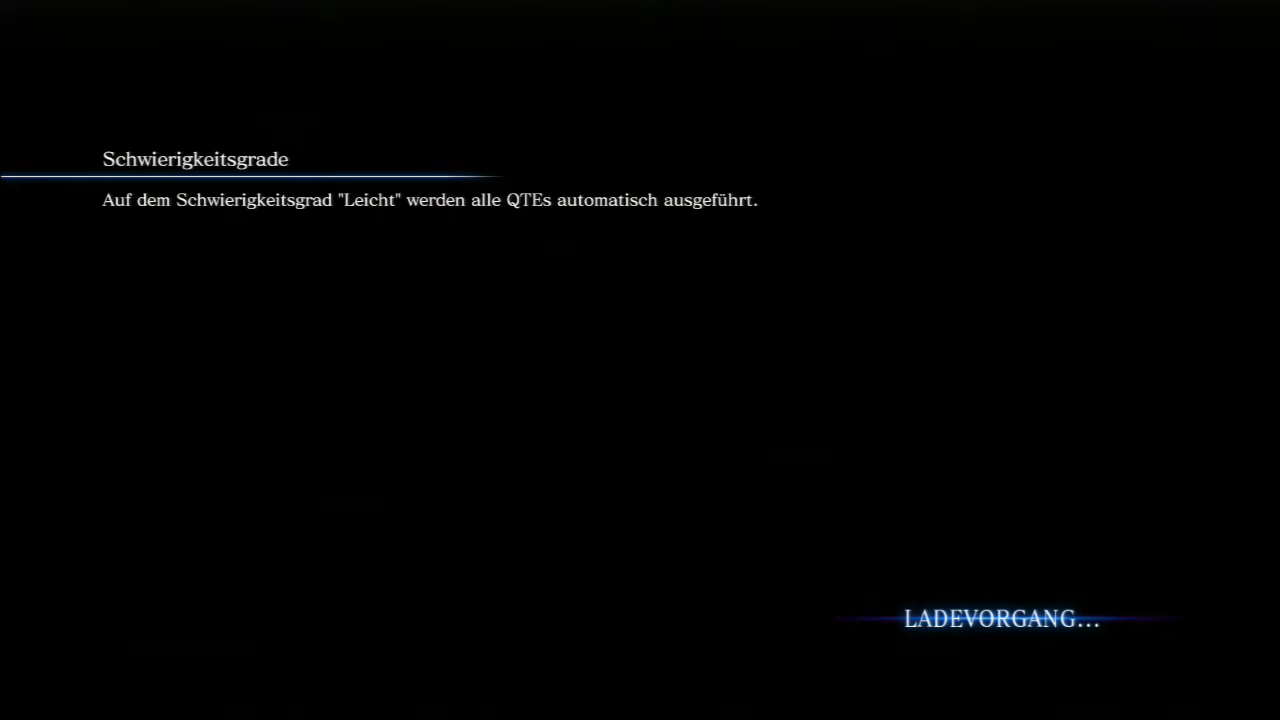 Schwierigkeitsgrade
Auf dem Schwierigkeitsgrad "Leicht" werden alle QTEs automatisch ausgeführt.
LADEVORGANG...